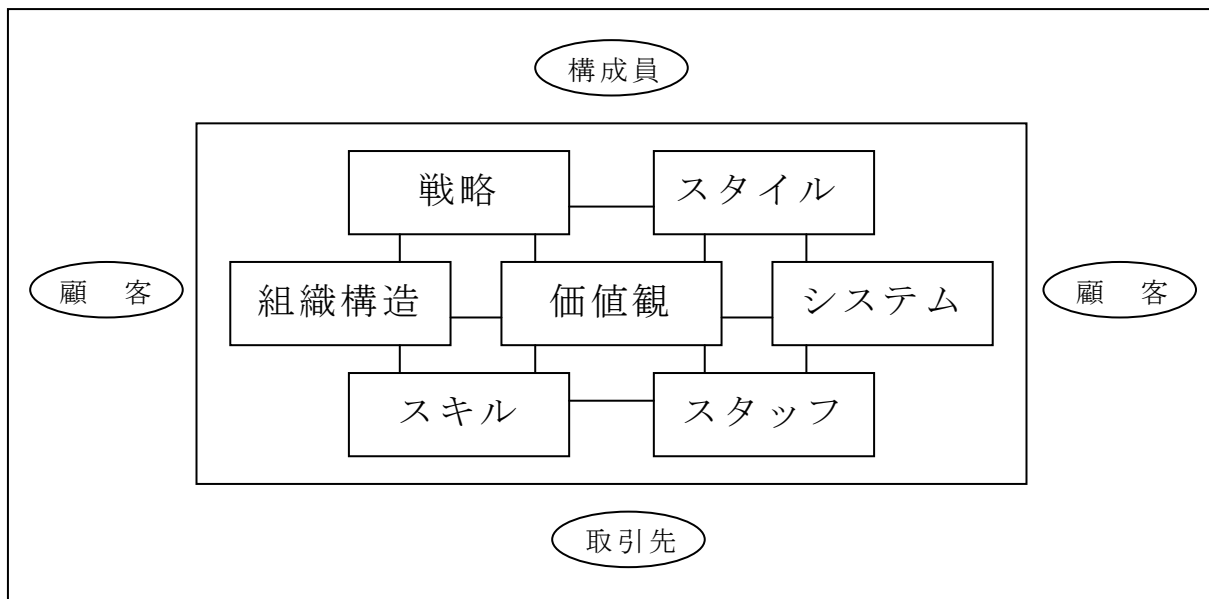 構成員
戦略
スタイル
顧 客
組織構造
価値観
システム
顧 客
スキル
スタッフ
取引先